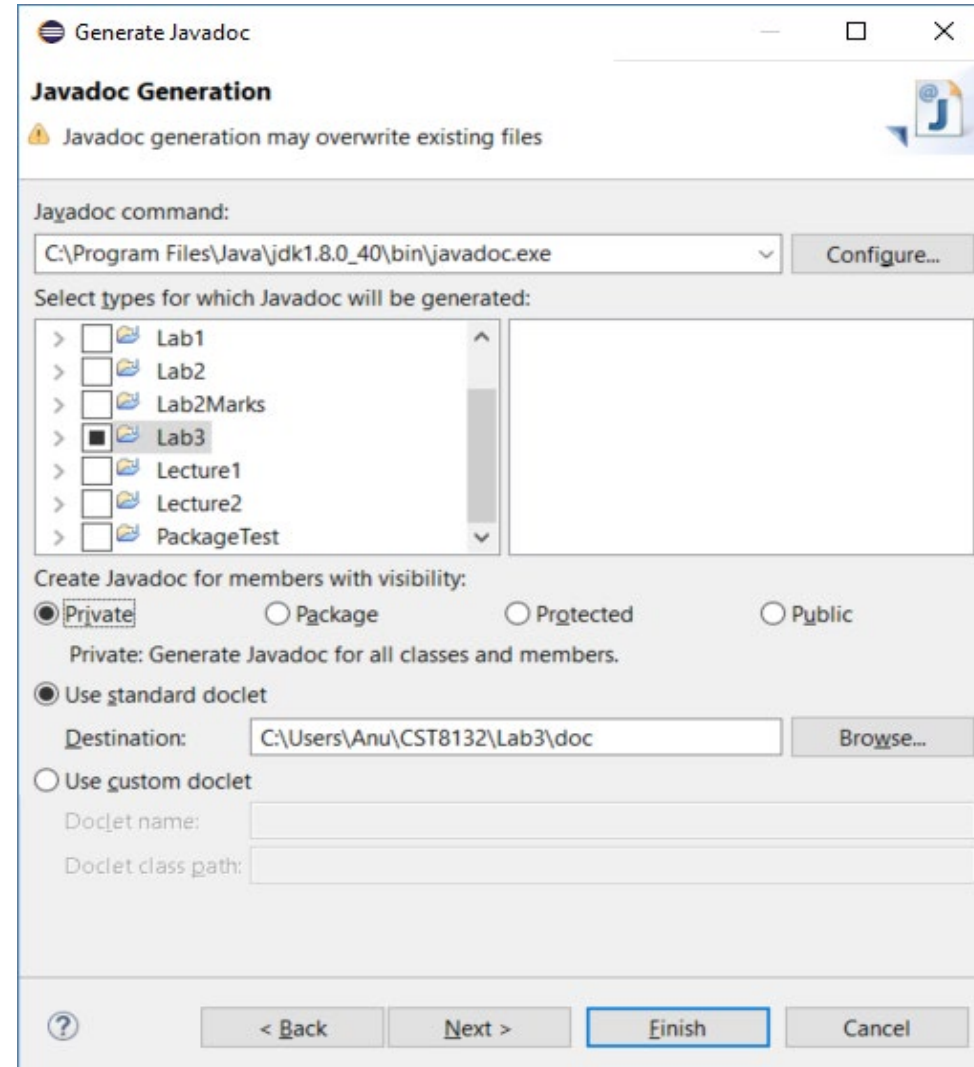 Generate Javadoc
Javadoc Generation
Javadoc generation may overwrite existing files
Javadoc command:
C:\Program Files\Java\jdk1.8.0_40\bin\javadoc.exe
Configure...
Select types for which Javadoc will be generated:
Lab1
Lab2
Lab2Marks
Lab3
Lecture1
Lecture2
PackageTest
Create Javadoc for members with visibility:
Private Package Protected Public
Private: Generate Javadoc for all classes and members.
Use standard doclet
Destination: C:\Users\Anu\CST8132\Lab3\doc Browse...
Use custom doclet
Doclet name:
Doclet class path:
? < Back Next > Finish Cancel